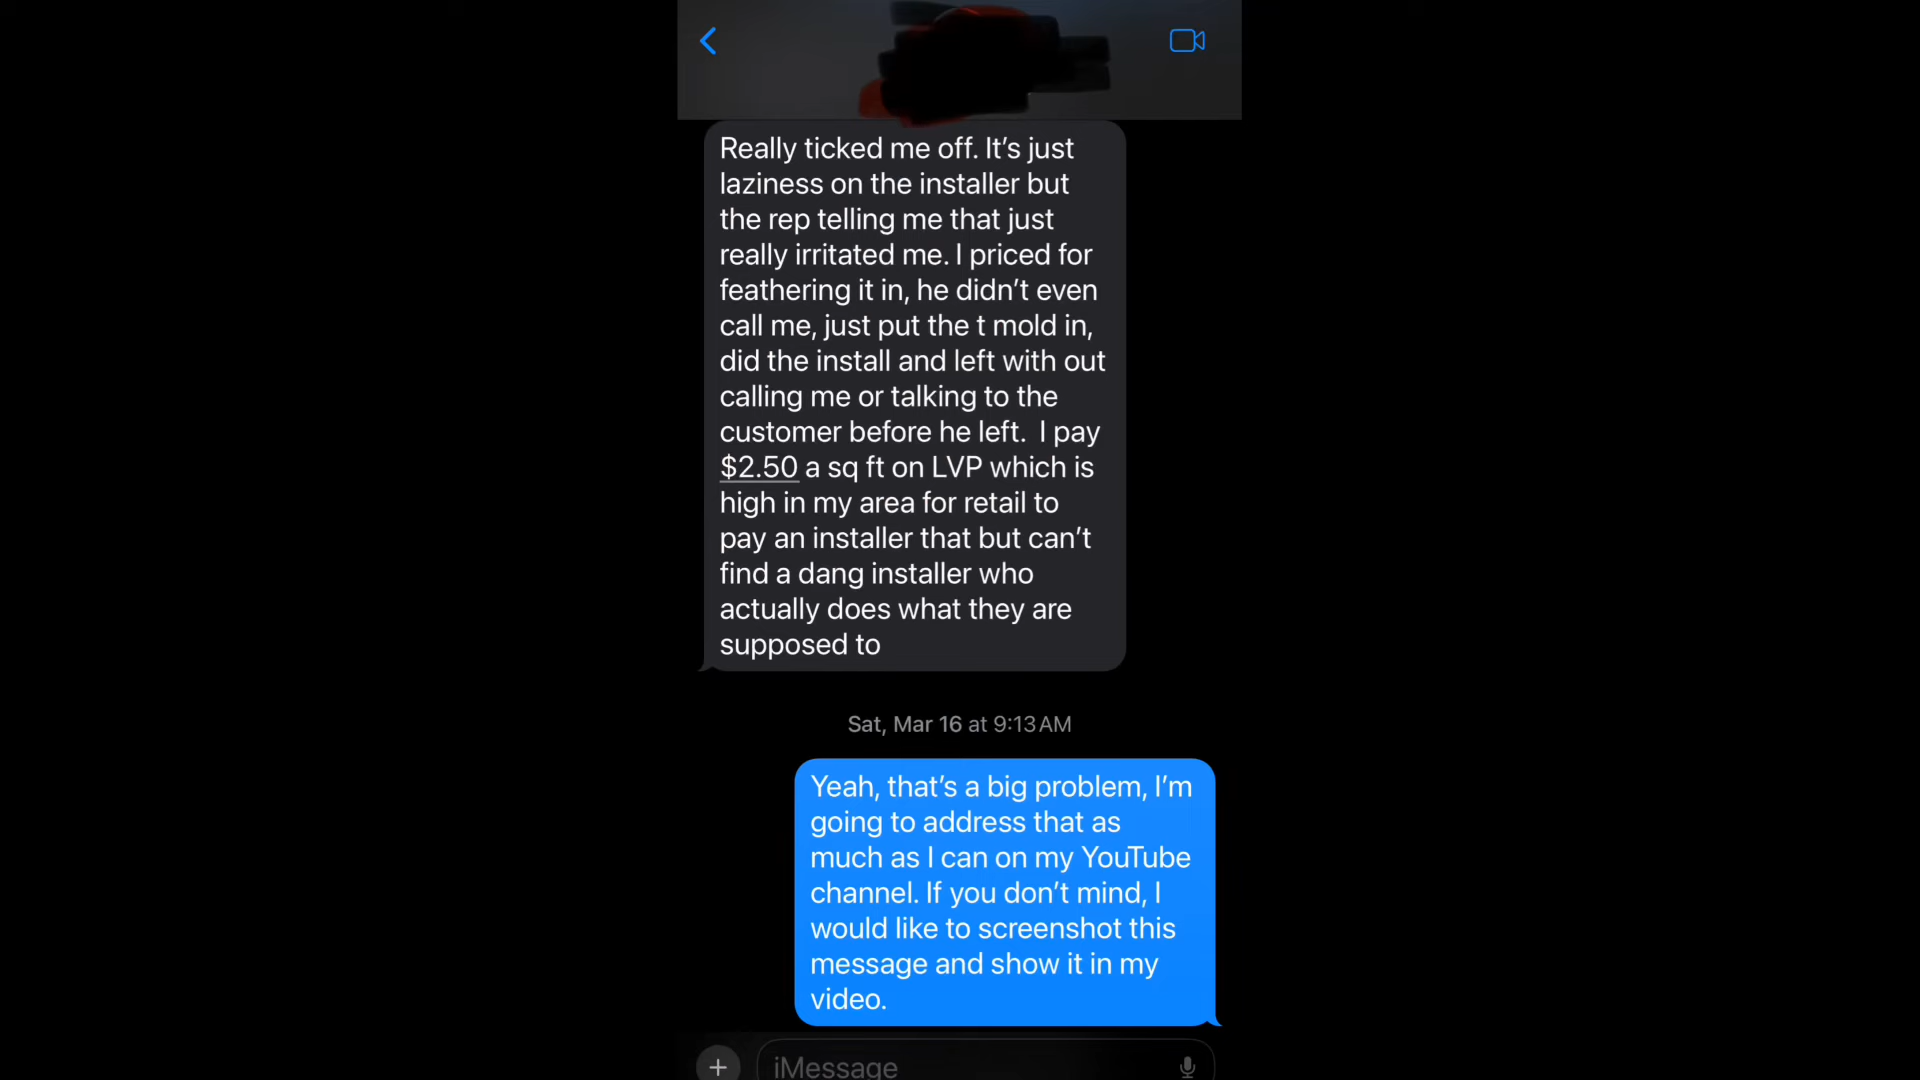 Really ticked me off. It’s just
laziness on the installer but
the rep telling me that just
really irritated me. I priced for
feathering it in, he didn’t even
call me, just put the t mold in,
did the install and left with out
calling me or talking to the
customer before he left.  I pay
$2.50 a sq ft on LVP which is
high in my area for retail to
pay an installer that but can’t
find a dang installer who
actually does what they are
supposed to
Sat, Mar 16 at 9:13 AM
Yeah, that’s a big problem, I’m
going to address that as
much as I can on my YouTube
channel. If you don’t mind, I
would like to screenshot this
message and show it in my
video.
iMessage